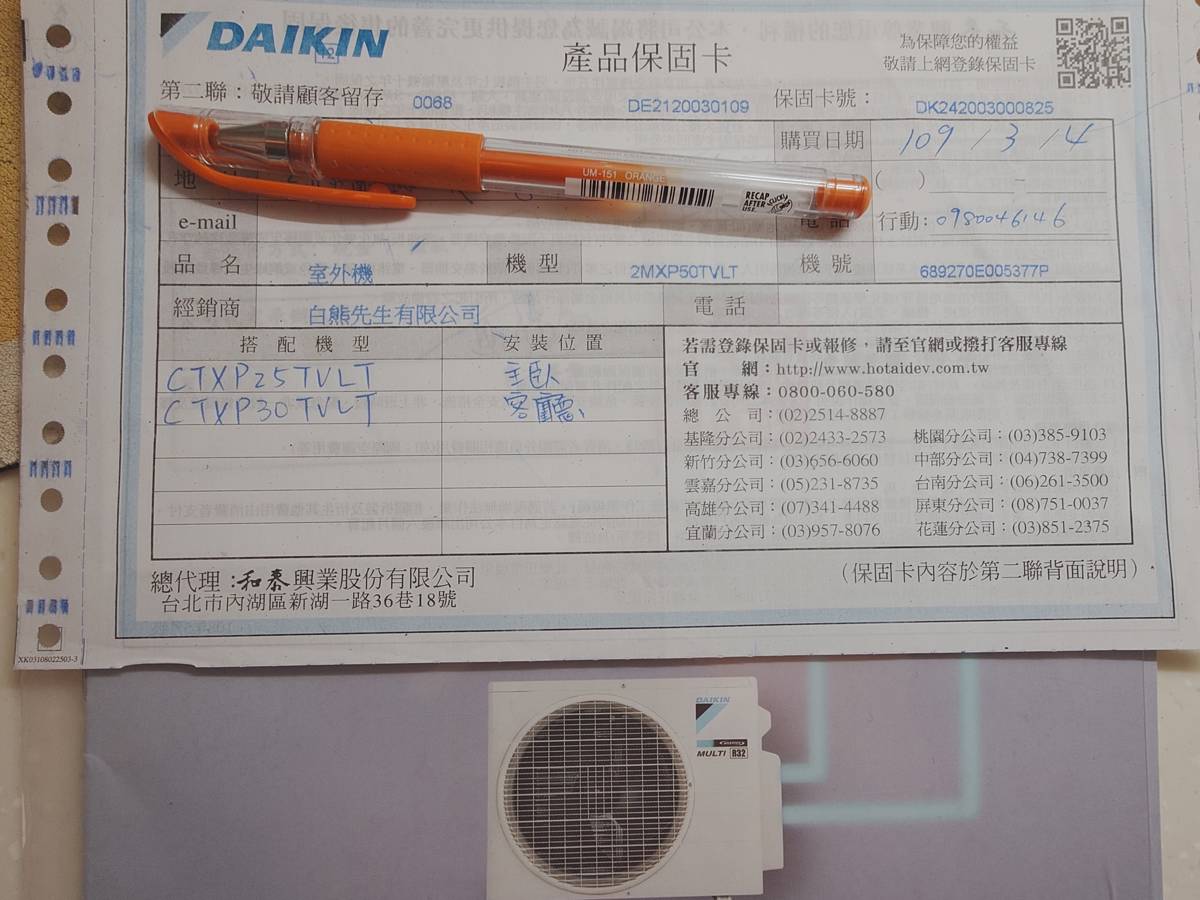 DAIKIN
產品保固卡
為保障您的權益
敬請上網登錄保固卡
第二聯：敬請顧客留存 0068 DE2120030109 保固卡號： DK242003000825
購買日期 109 / 3 / 4
UM-151 ORANGE
RECAP AFTER USE
地
( ) -
e-mail 電話 行動: 0980046146
品名 室外機 機型 2MXP50TVLT 機號 689270E005377P
經銷商 白熊先生有限公司 電話
搭配機型 安裝位置
CTXP25TVLT 主臥
CTXP30TVLT 客廳
若需登錄保固卡或報修，請至官網或撥打客服專線
官網：http://www.hotaidev.com.tw
客服專線：0800-060-580
總公司：(02)2514-8887
基隆分公司：(02)2433-2573 桃園分公司：(03)385-9103
新竹分公司：(03)656-6060 中部分公司：(04)738-7399
雲嘉分公司：(05)231-8735 台南分公司：(06)261-3500
高雄分公司：(07)341-4488 屏東分公司：(08)751-0037
宜蘭分公司：(03)957-8076 花蓮分公司：(03)851-2375
總代理：和泰興業股份有限公司 (保固卡內容於第二聯背面說明)
台北市內湖區新湖一路36巷18號
XK03108022503-3
DAIKIN
MULTI R32